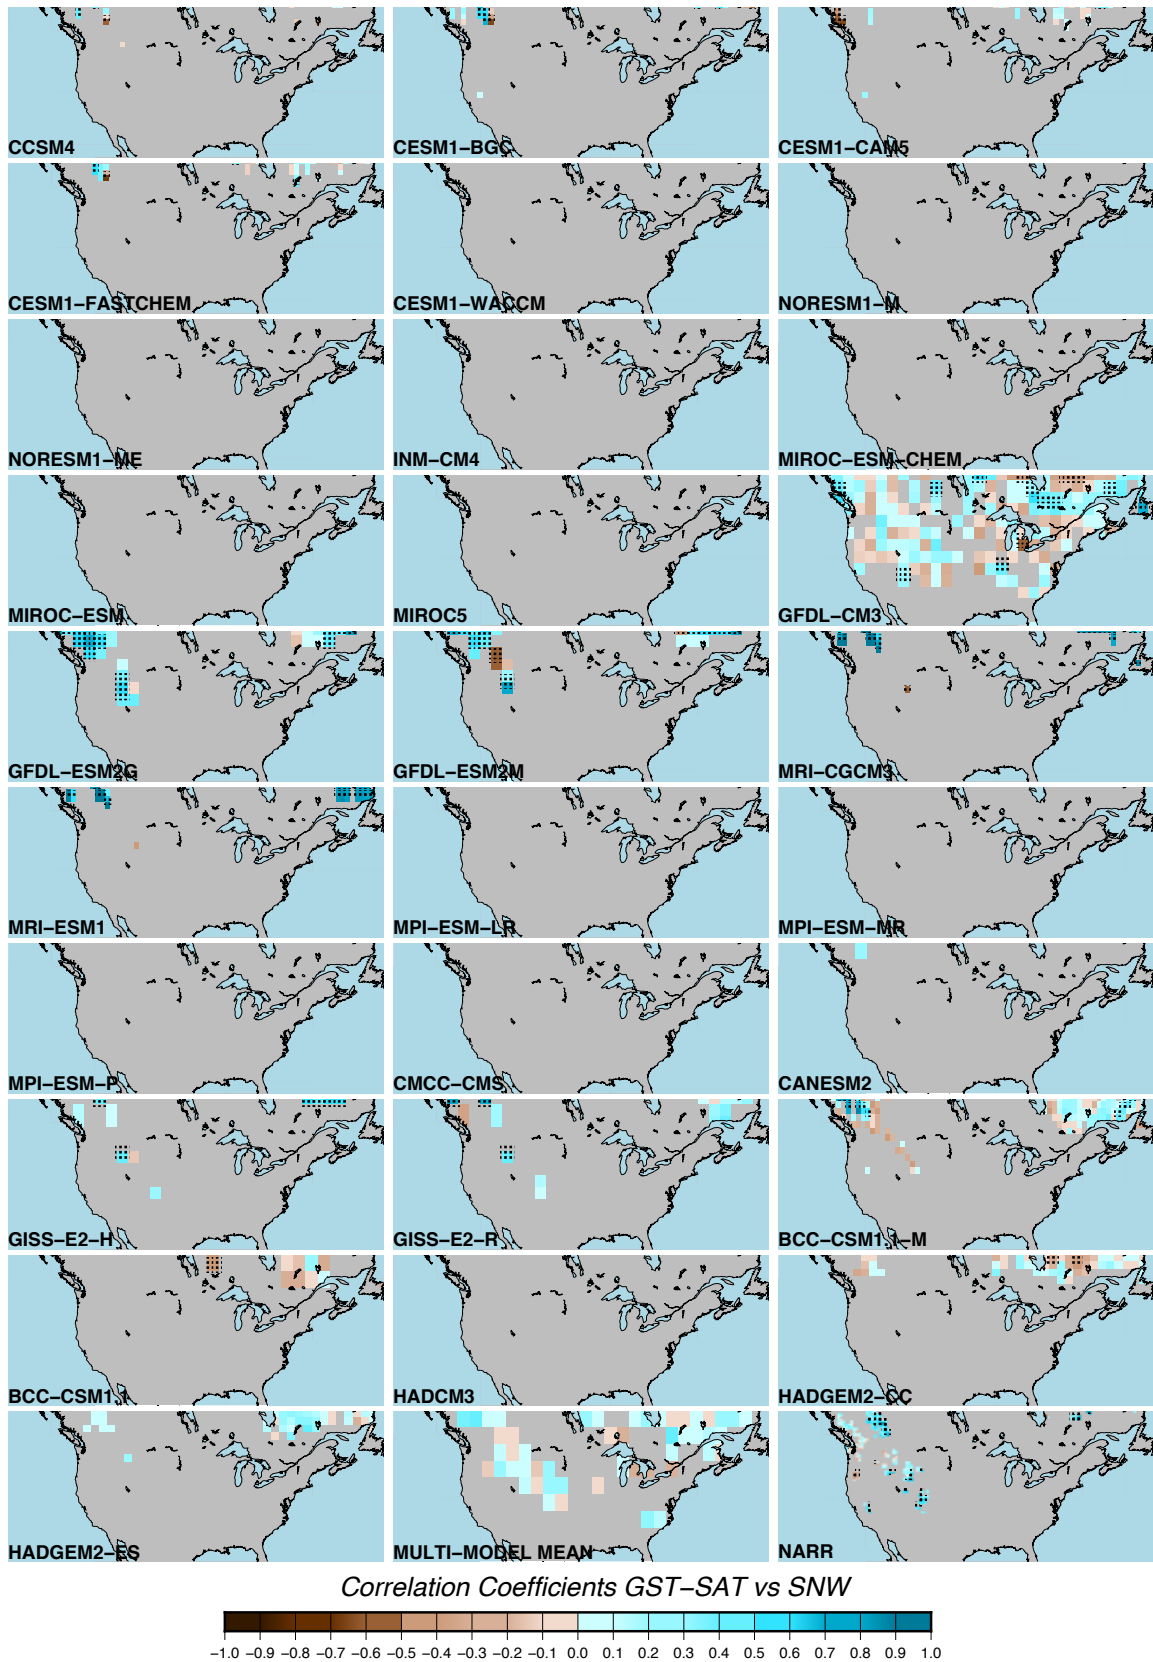 CCSM4 CESM1−BGC CESM1−CAM5
CESM1−FASTCHEM CESM1−WACCM NORESM1−M
NORESM1−ME INM−CM4 MIROC−ESM−CHEM
MIROC−ESM MIROC5 GFDL−CM3
GFDL−ESM2G GFDL−ESM2M MRI−CGCM3
MRI−ESM1 MPI−ESM−LR MPI−ESM−MR
MPI−ESM−P CMCC−CMS CANESM2
GISS−E2−H GISS−E2−R BCC−CSM1.1−M
BCC−CSM1.1 HADCM3 HADGEM2−CC
HADGEM2−ES MULTI−MODEL MEAN NARR
Correlation Coefficients GST−SAT vs SNW
−1.0 −0.9 −0.8 −0.7 −0.6 −0.5 −0.4 −0.3 −0.2 −0.1 0.0 0.1 0.2 0.3 0.4 0.5 0.6 0.7 0.8 0.9 1.0